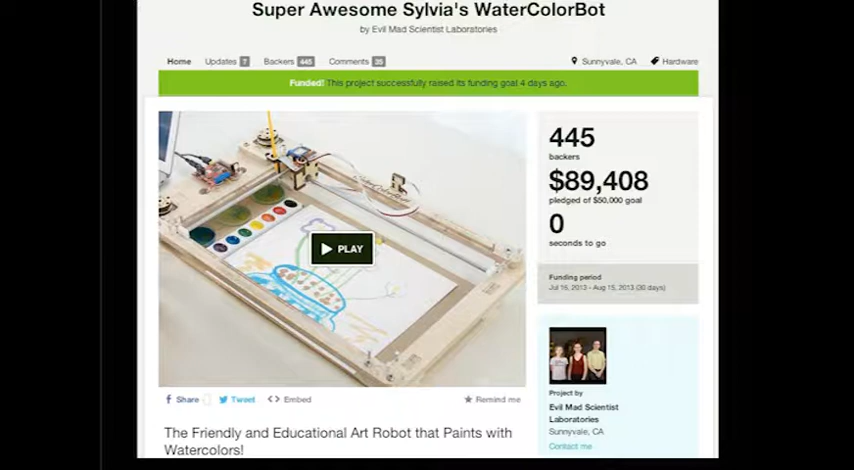 Super Awesome Sylvia's WaterColorBot
by Evil Mad Scientist Laboratories
Home Updates 7 Backers 445 Comments 35 Sunnyvale, CA Hardware
Funded! This project successfully raised its funding goal 4 days ago.
PLAY
445
backers
$89,408
pledged of $50,000 goal
0
seconds to go
Funding period
Jul 16, 2013 - Aug 15, 2013 (30 days)
Share Tweet Embed Remind me
Project by
Evil Mad Scientist
Laboratories
Sunnyvale, CA
Contact me
The Friendly and Educational Art Robot that Paints with
Watercolors!